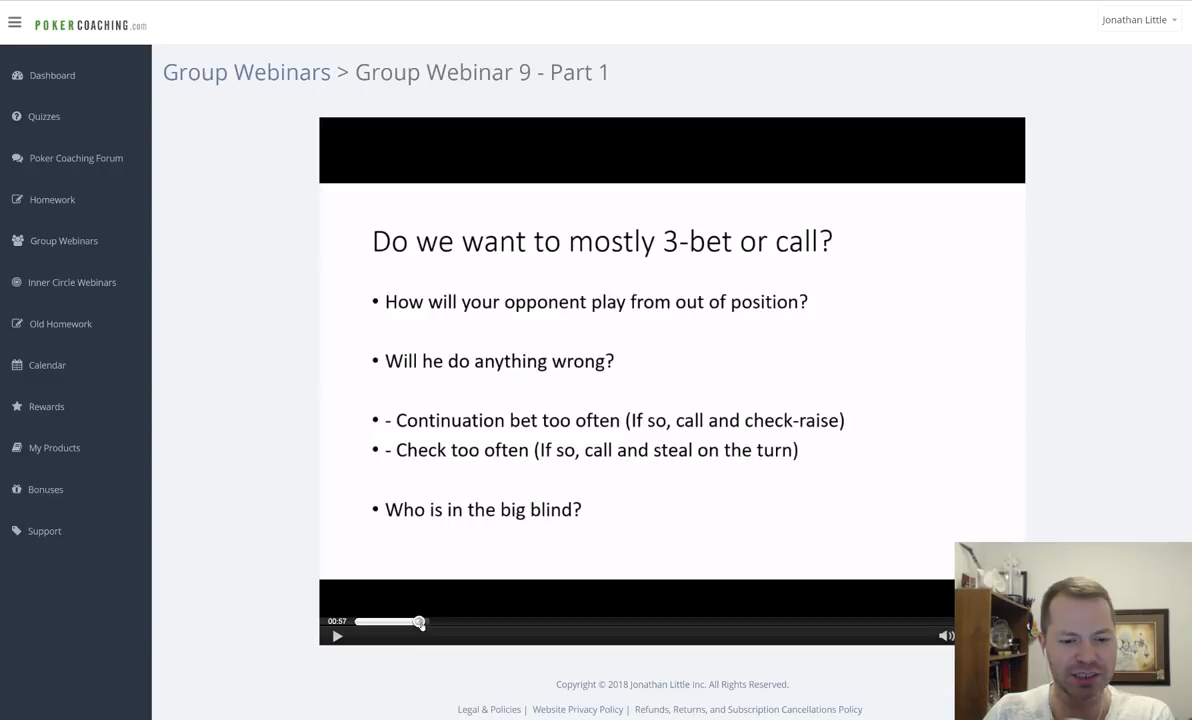 POKERCOACHING.com
Jonathan Little
Dashboard
Quizzes
Poker Coaching Forum
Homework
Group Webinars
Inner Circle Webinars
Old Homework
Calendar
Rewards
My Products
Bonuses
Support
Group Webinars > Group Webinar 9 - Part 1
Do we want to mostly 3-bet or call?
• How will your opponent play from out of position?
• Will he do anything wrong?
• - Continuation bet too often (If so, call and check-raise)
• - Check too often (If so, call and steal on the turn)
• Who is in the big blind?
00:57
Copyright © 2018 Jonathan Little Inc. All Rights Reserved.
Legal & Policies | Website Privacy Policy | Refunds, Returns, and Subscription Cancellations Policy